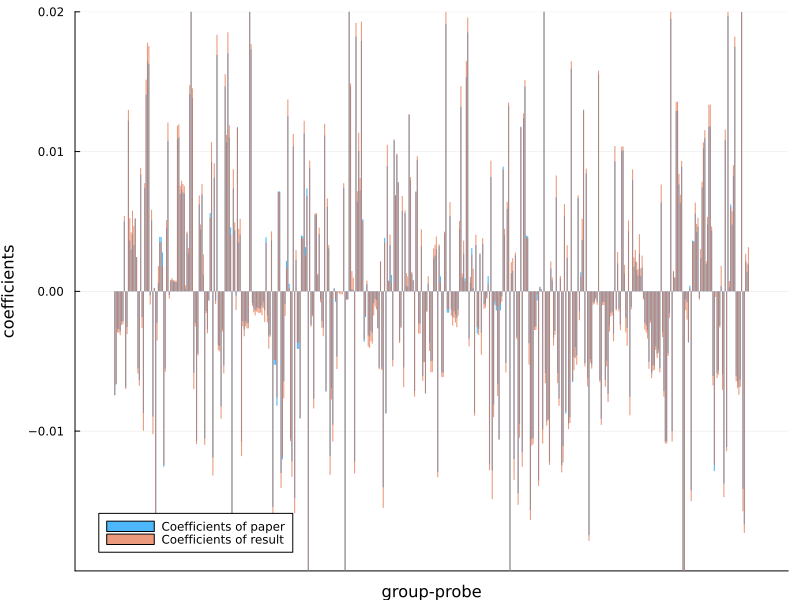 0.02
0.01
0.00
−0.01
coefficients
Coefficients of paper
Coefficients of result
group-probe